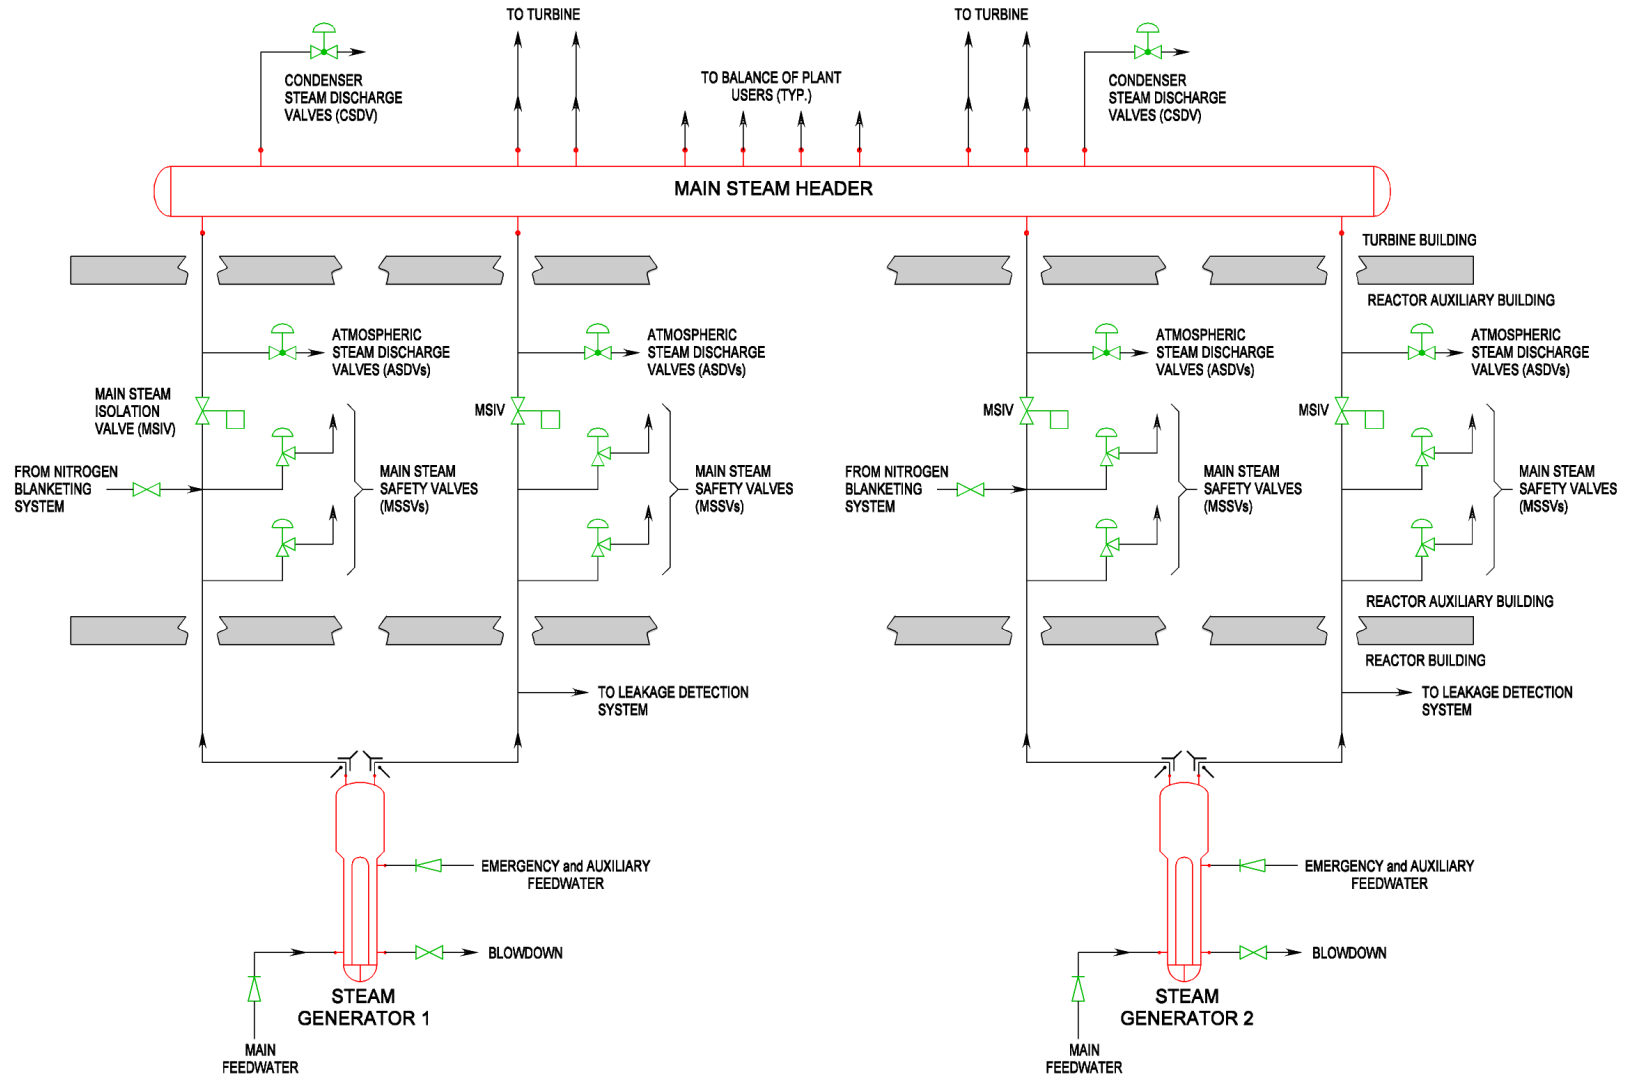 TO TURBINE
TO TURBINE
CONDENSER
STEAM DISCHARGE
VALVES (CSDV)
TO BALANCE OF PLANT
USERS (TYP.)
CONDENSER
STEAM DISCHARGE
VALVES (CSDV)
MAIN STEAM HEADER
TURBINE BUILDING
REACTOR AUXILIARY BUILDING
ATMOSPHERIC
STEAM DISCHARGE
VALVES (ASDVs)
ATMOSPHERIC
STEAM DISCHARGE
VALVES (ASDVs)
ATMOSPHERIC
STEAM DISCHARGE
VALVES (ASDVs)
ATMOSPHERIC
STEAM DISCHARGE
VALVES (ASDVs)
MAIN STEAM
ISOLATION
VALVE (MSIV)
MSIV
MSIV
MSIV
FROM NITROGEN
BLANKETING
SYSTEM
MAIN STEAM
SAFETY VALVES
(MSSVs)
MAIN STEAM
SAFETY VALVES
(MSSVs)
FROM NITROGEN
BLANKETING
SYSTEM
MAIN STEAM
SAFETY VALVES
(MSSVs)
MAIN STEAM
SAFETY VALVES
(MSSVs)
REACTOR AUXILIARY BUILDING
REACTOR BUILDING
TO LEAKAGE DETECTION
SYSTEM
TO LEAKAGE DETECTION
SYSTEM
EMERGENCY and AUXILIARY
FEEDWATER
EMERGENCY and AUXILIARY
FEEDWATER
BLOWDOWN
BLOWDOWN
STEAM
GENERATOR 1
STEAM
GENERATOR 2
MAIN
FEEDWATER
MAIN
FEEDWATER